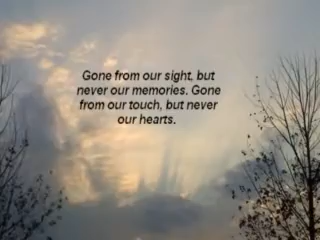 Gone from our sight, but
never our memories. Gone
from our touch, but never
our hearts.